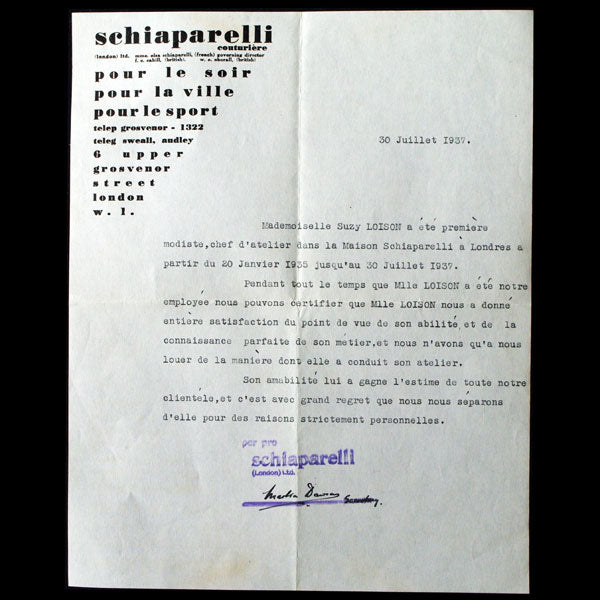 schiaparelli
couturière
(london) ltd. mme. elsa schiaparelli, (french) governing director
f. s. cahill, (british). w. e. okerall, (british)
pour le soir
pour la ville
pour le sport
telep grosvenor - 1322
teleg sweall, audley
6 upper
grosvenor
street
london
w. 1.
30 Juillet I937.
Mademoiselle Suzy LOISON a été première
modiste,chef d'atelier dans la Maison Schiaparelli a Londres a
partir du 20 Janvier I935 jusqu'au 30 Juillet I937.
Pendant tout le temps que Mlle LOISON a été notre
employée nous pouvons certifier que Mlle LOISON nous a donné
entière satisfaction du point de vue de son abilité,et de la
connaissance parfaite de son métier,et nous n'avons qu'a nous
louer de la manière dont elle a conduit son atelier.
Son amabilité lui a gagne l'estime de toute notre
clientéle,et c'est avec grand regret que nous nous séparons
d'elle pour des raisons strictement personnelles.
per pro
schiaparelli
(London) Ltd.
Secretary.